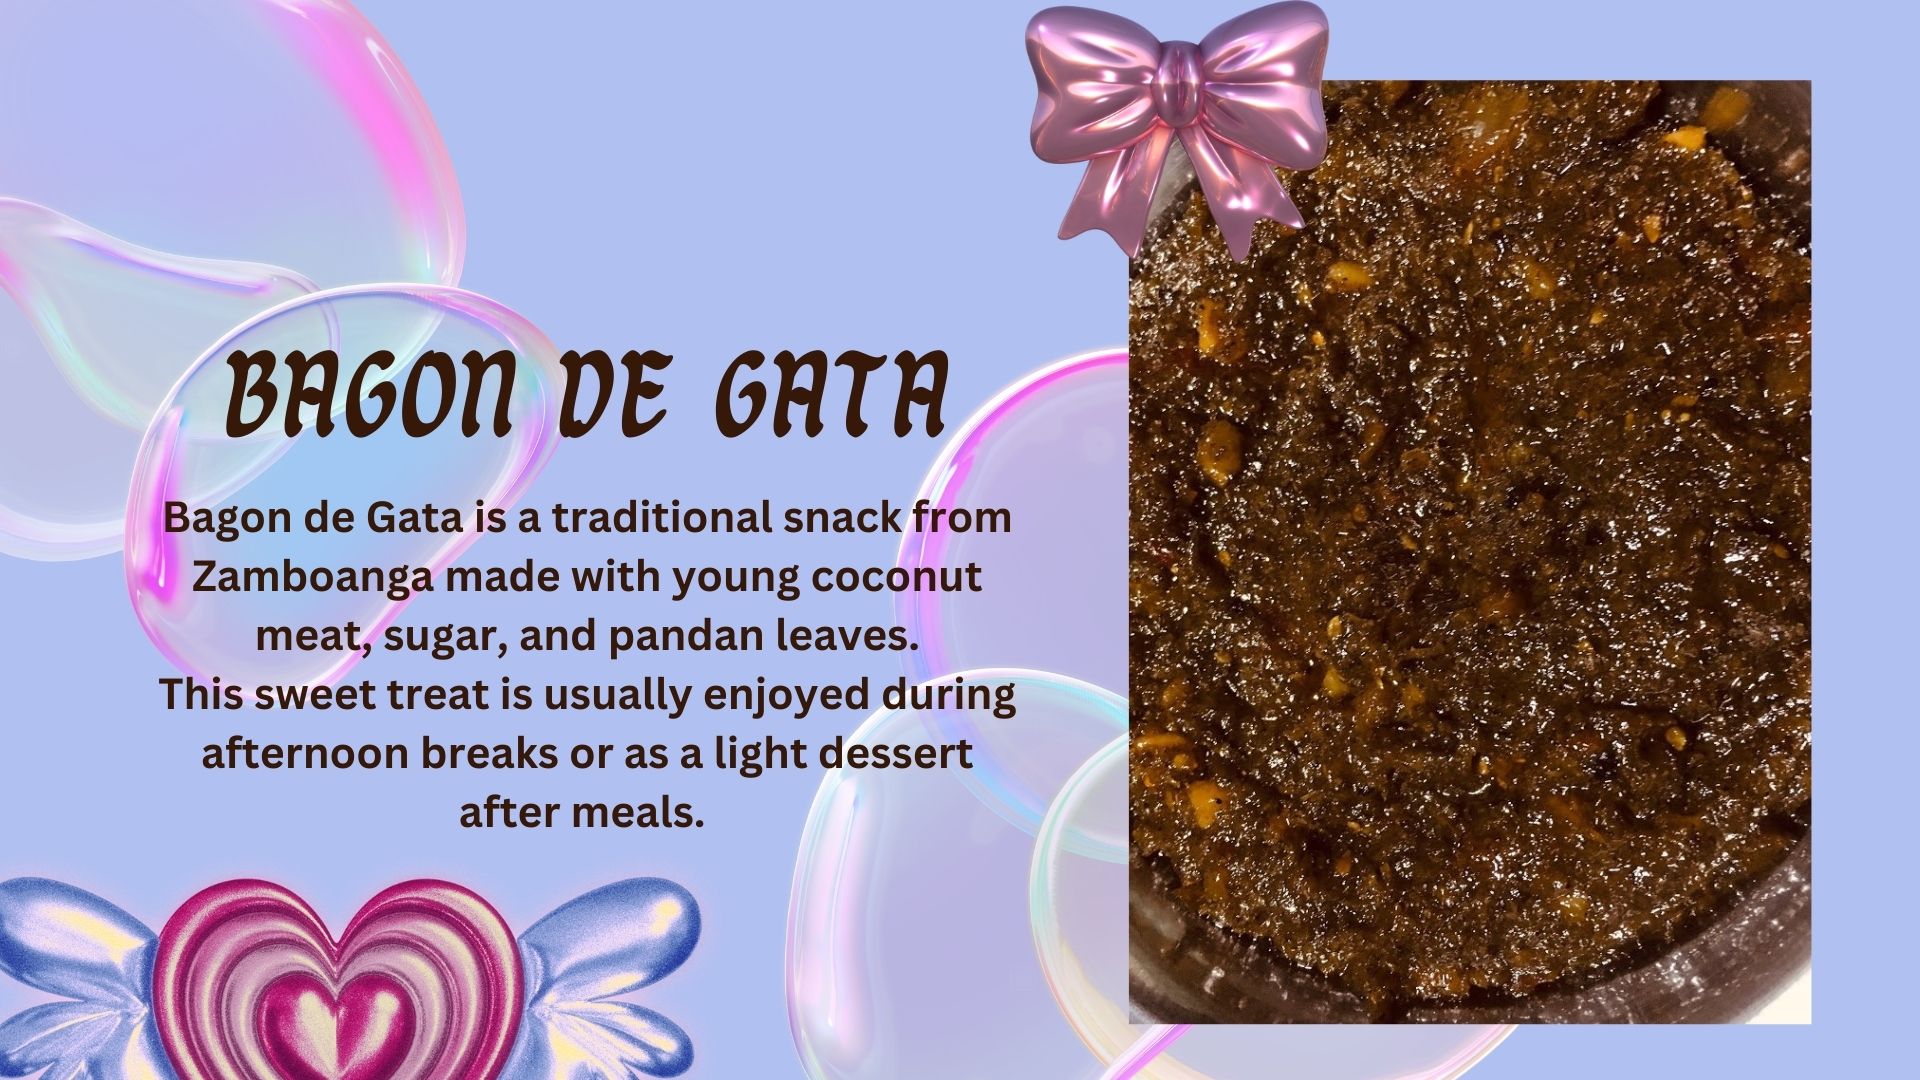 BAGON DE GATA
Bagon de Gata is a traditional snack from
Zamboanga made with young coconut
meat, sugar, and pandan leaves.
This sweet treat is usually enjoyed during
afternoon breaks or as a light dessert
after meals.